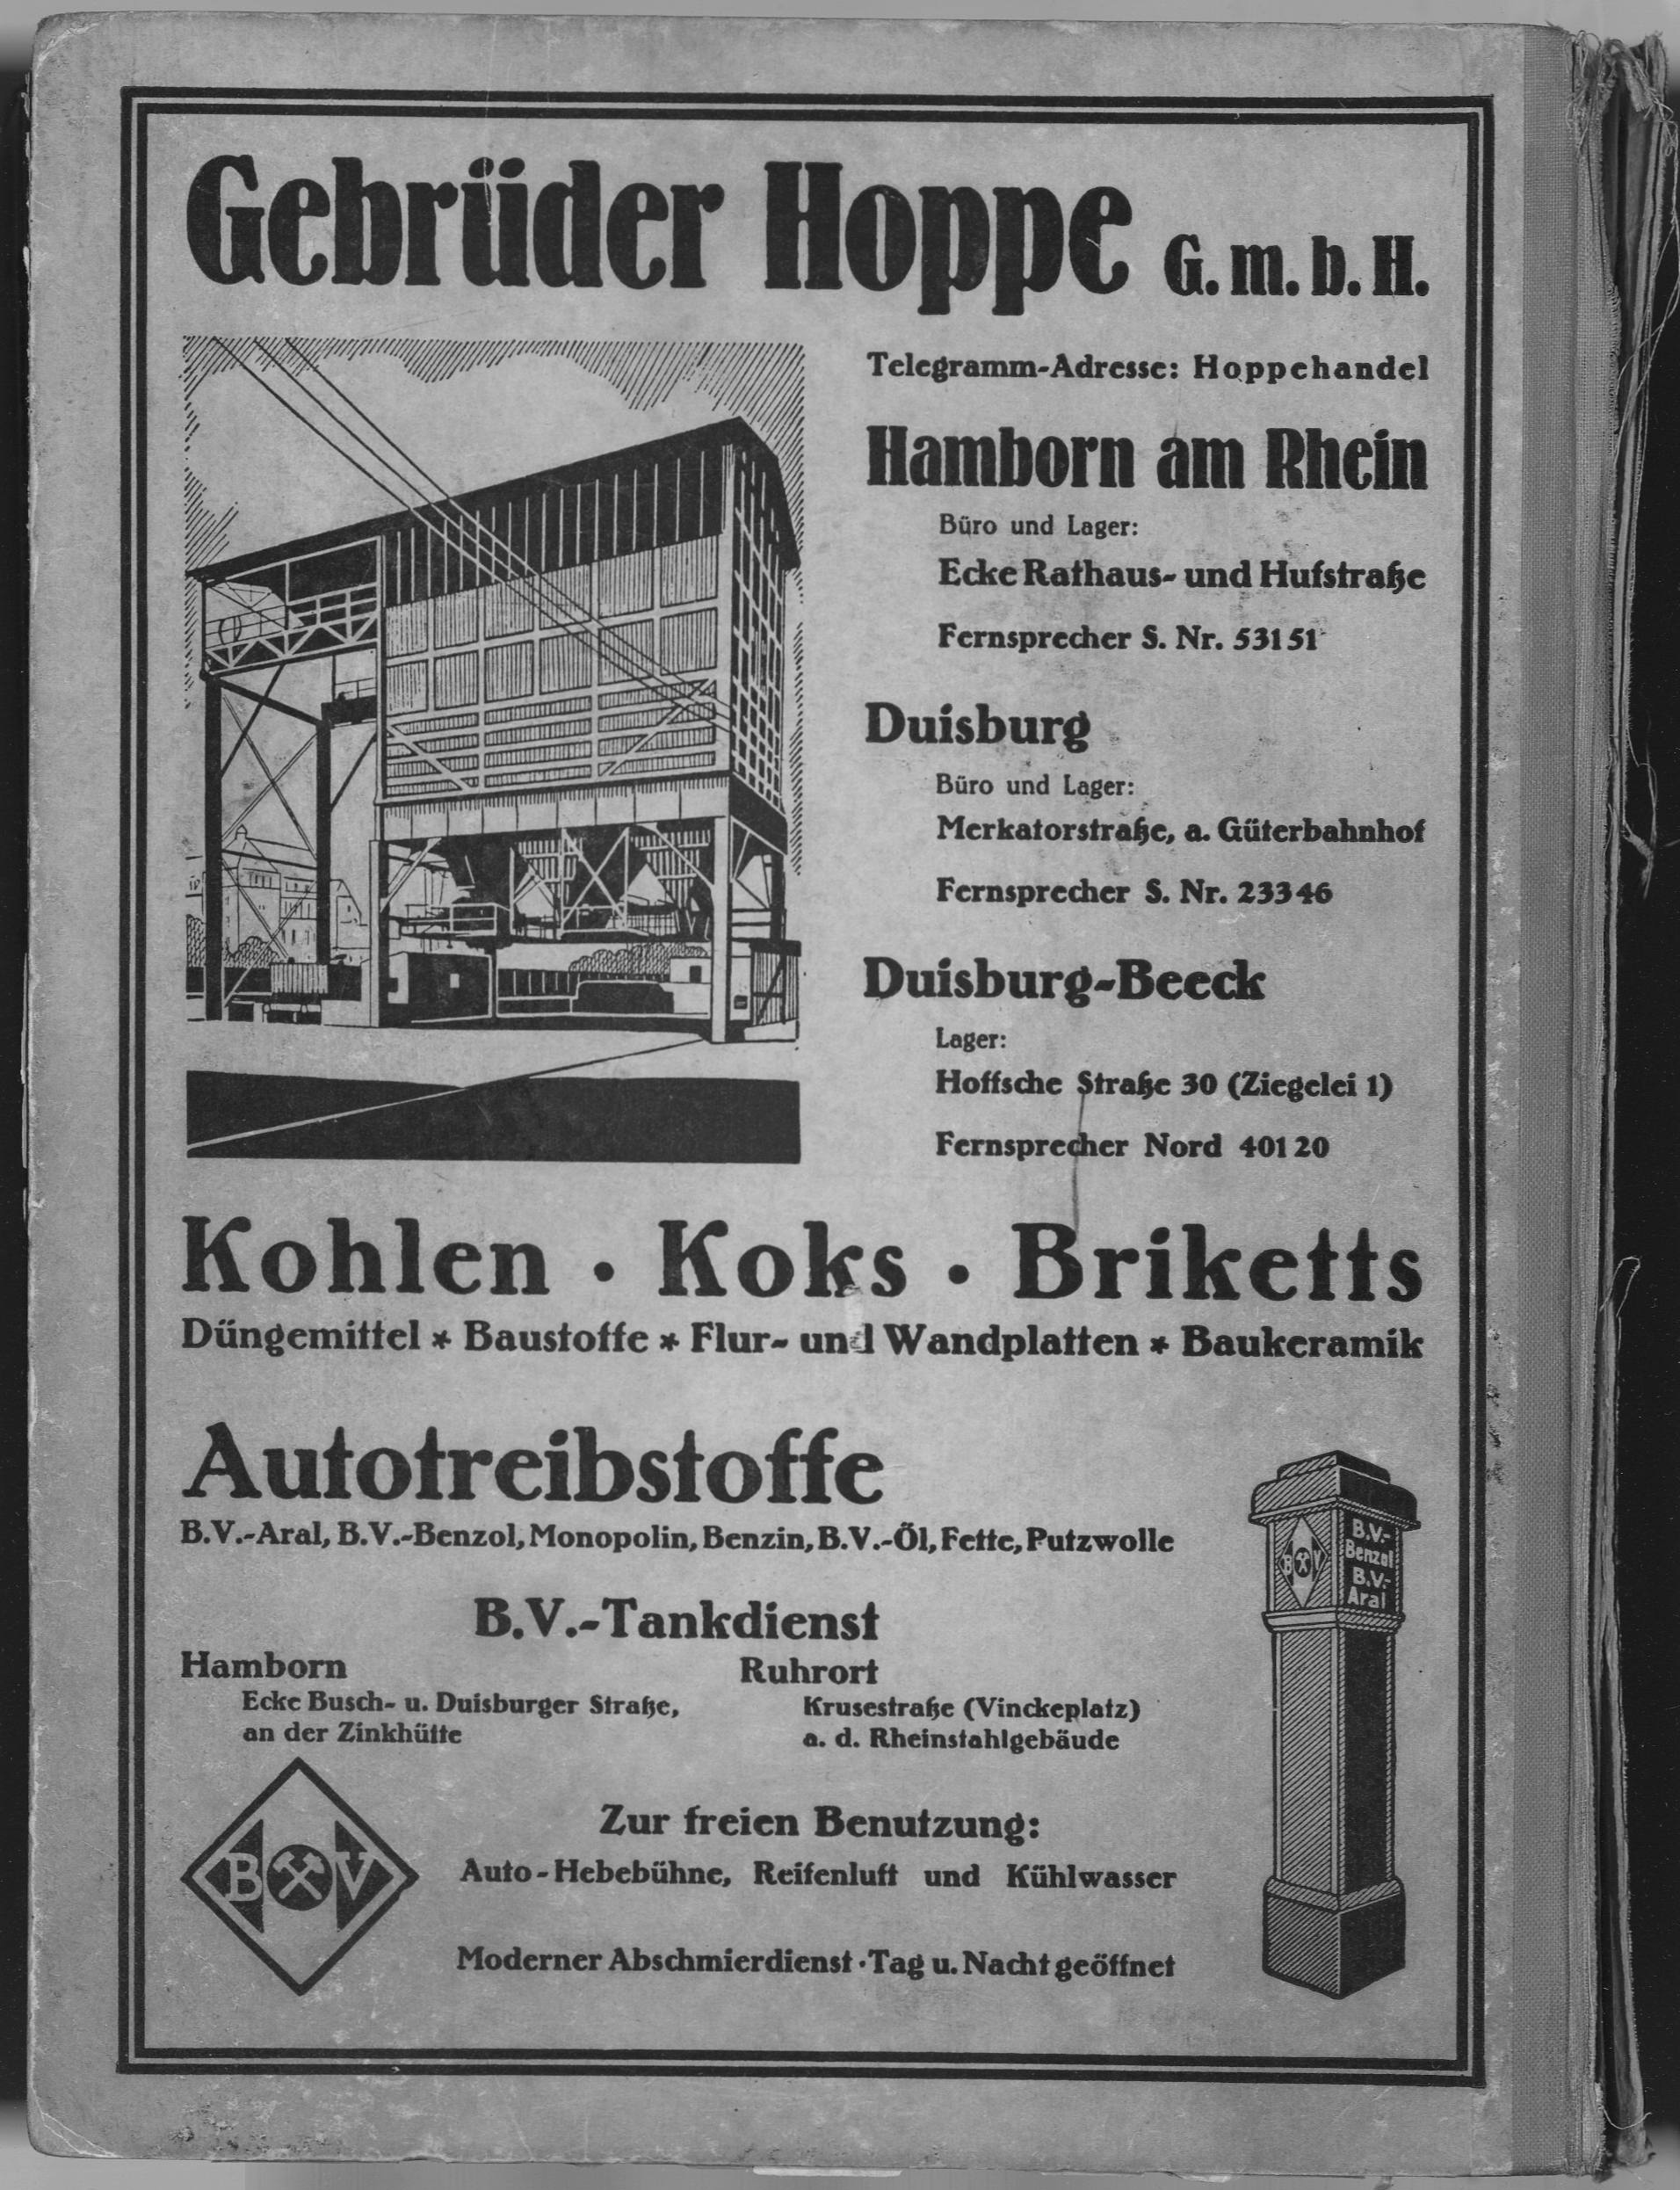 Gebrüder Hoppe G.m.b.H.
Telegramm-Adresse: Hoppehandel
Hamborn am Rhein
Büro und Lager:
Ecke Rathaus- und Hufstraße
Fernsprecher S. Nr. 53151
Duisburg
Büro und Lager:
Merkatorstraße, a. Güterbahnhof
Fernsprecher S. Nr. 23346
Duisburg-Beeck
Lager:
Hoffsche Straße 30 (Ziegelei 1)
Fernsprecher Nord 40120
Kohlen · Koks · Briketts
Düngemittel * Baustoffe * Flur- und Wandplatten * Baukeramik
Autotreibstoffe
B.V.-Aral, B.V.-Benzol, Monopolin, Benzin, B.V.-Öl, Fette, Putzwolle
B.V.-
Benzol
B.V.-
Aral
B V
B.V.-Tankdienst
Hamborn
Ecke Busch- u. Duisburger Straße,
an der Zinkhütte
Ruhrort
Krusestraße (Vinckeplatz)
a. d. Rheinstahlgebäude
B V
Zur freien Benutzung:
Auto-Hebebühne, Reifenluft und Kühlwasser
Moderner Abschmierdienst · Tag u. Nacht geöffnet